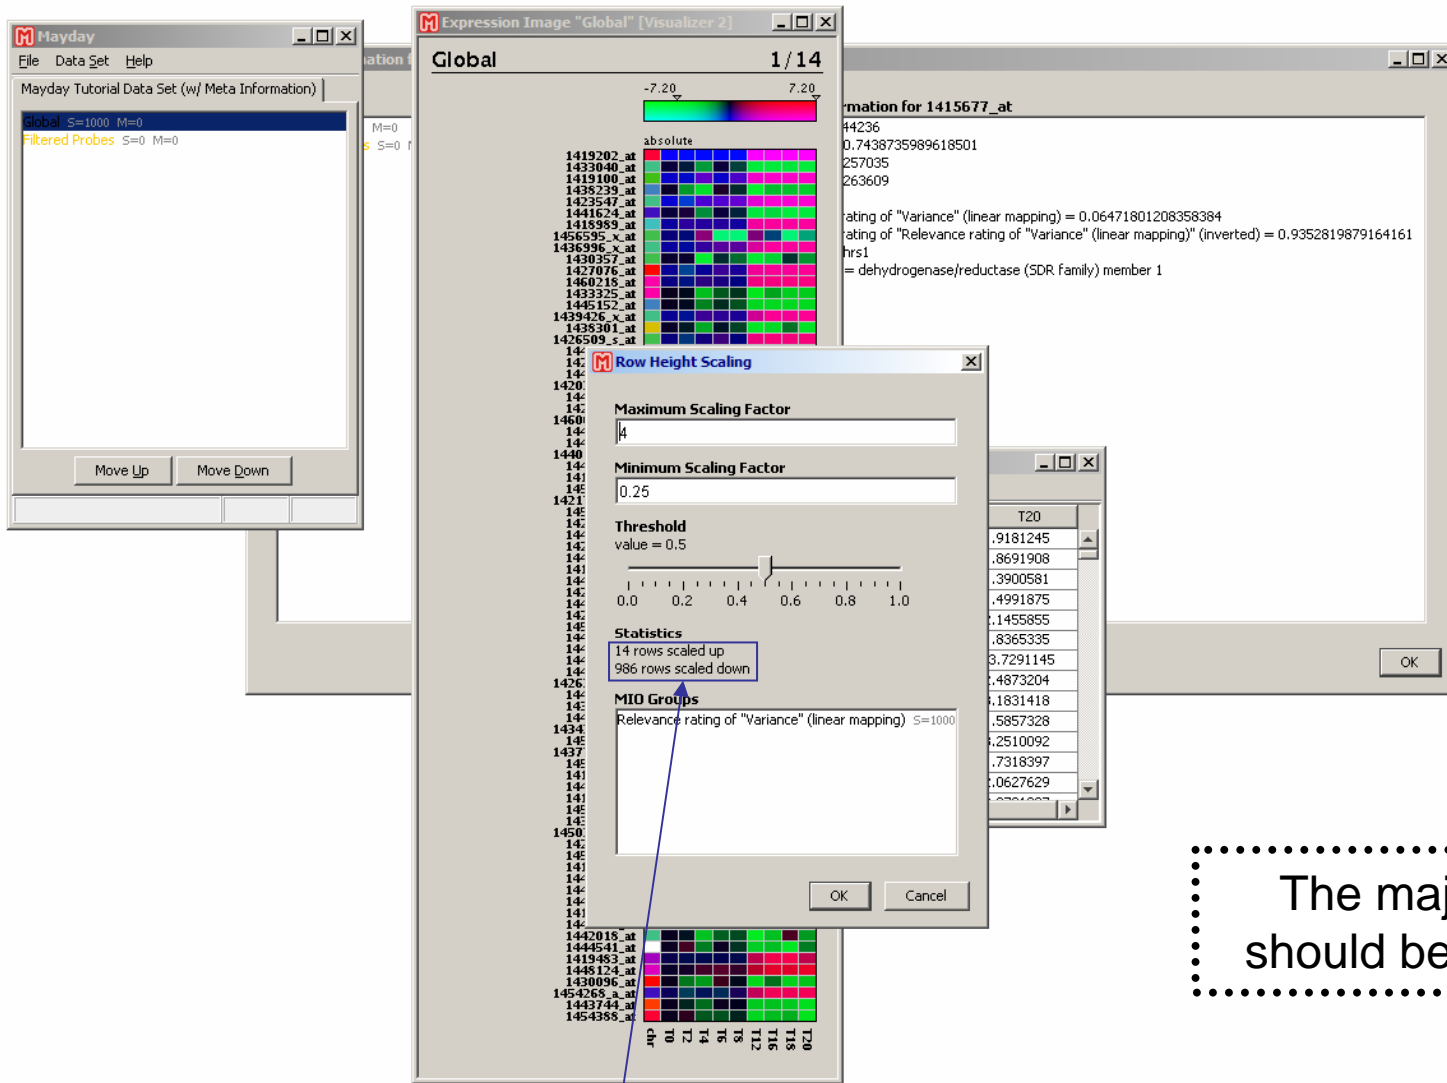 Mayday
File Data Set Help
Mayday Tutorial Data Set (w/ Meta Information)
Global S=1000 M=0
Filtered Probes S=0 M=0
Move Up Move Down
Expression Image "Global" [Visualizer 2]
Global 1/14
-7.20 7.20
absolute
1419202_at
1433040_at
1419100_at
1438239_at
1423547_at
1441624_at
1418989_at
1456595_x_at
1436996_x_at
1430357_at
1427076_at
1460218_at
1433325_at
1445152_at
1439426_x_at
1438301_at
1426509_s_at
1442018_at
1444541_at
1419483_at
1448124_at
1430096_at
1454268_a_at
1443744_at
1454388_at
chr T0 T2 T4 T6 T8 T12 T16 T18 T20
M=0
S=0
rmation for 1415677_at
44236
0.7438735989618501
257035
263609
ating of "Variance" (linear mapping) = 0.06471801208358384
ating of "Relevance rating of "Variance" (linear mapping)" (inverted) = 0.9352819879164161
hrs1
= dehydrogenase/reductase (SDR family) member 1
OK
Row Height Scaling
Maximum Scaling Factor
4
Minimum Scaling Factor
0.25
Threshold
value = 0.5
0.0 0.2 0.4 0.6 0.8 1.0
Statistics
14 rows scaled up
986 rows scaled down
MIO Groups
Relevance rating of "Variance" (linear mapping) S=1000
OK Cancel
T20
.9181245
.8691908
.3900581
.4991875
.1455855
.8365335
3.7291145
.4873204
.1831418
.5857328
.2510092
.7318397
.0627629
The maj
should be